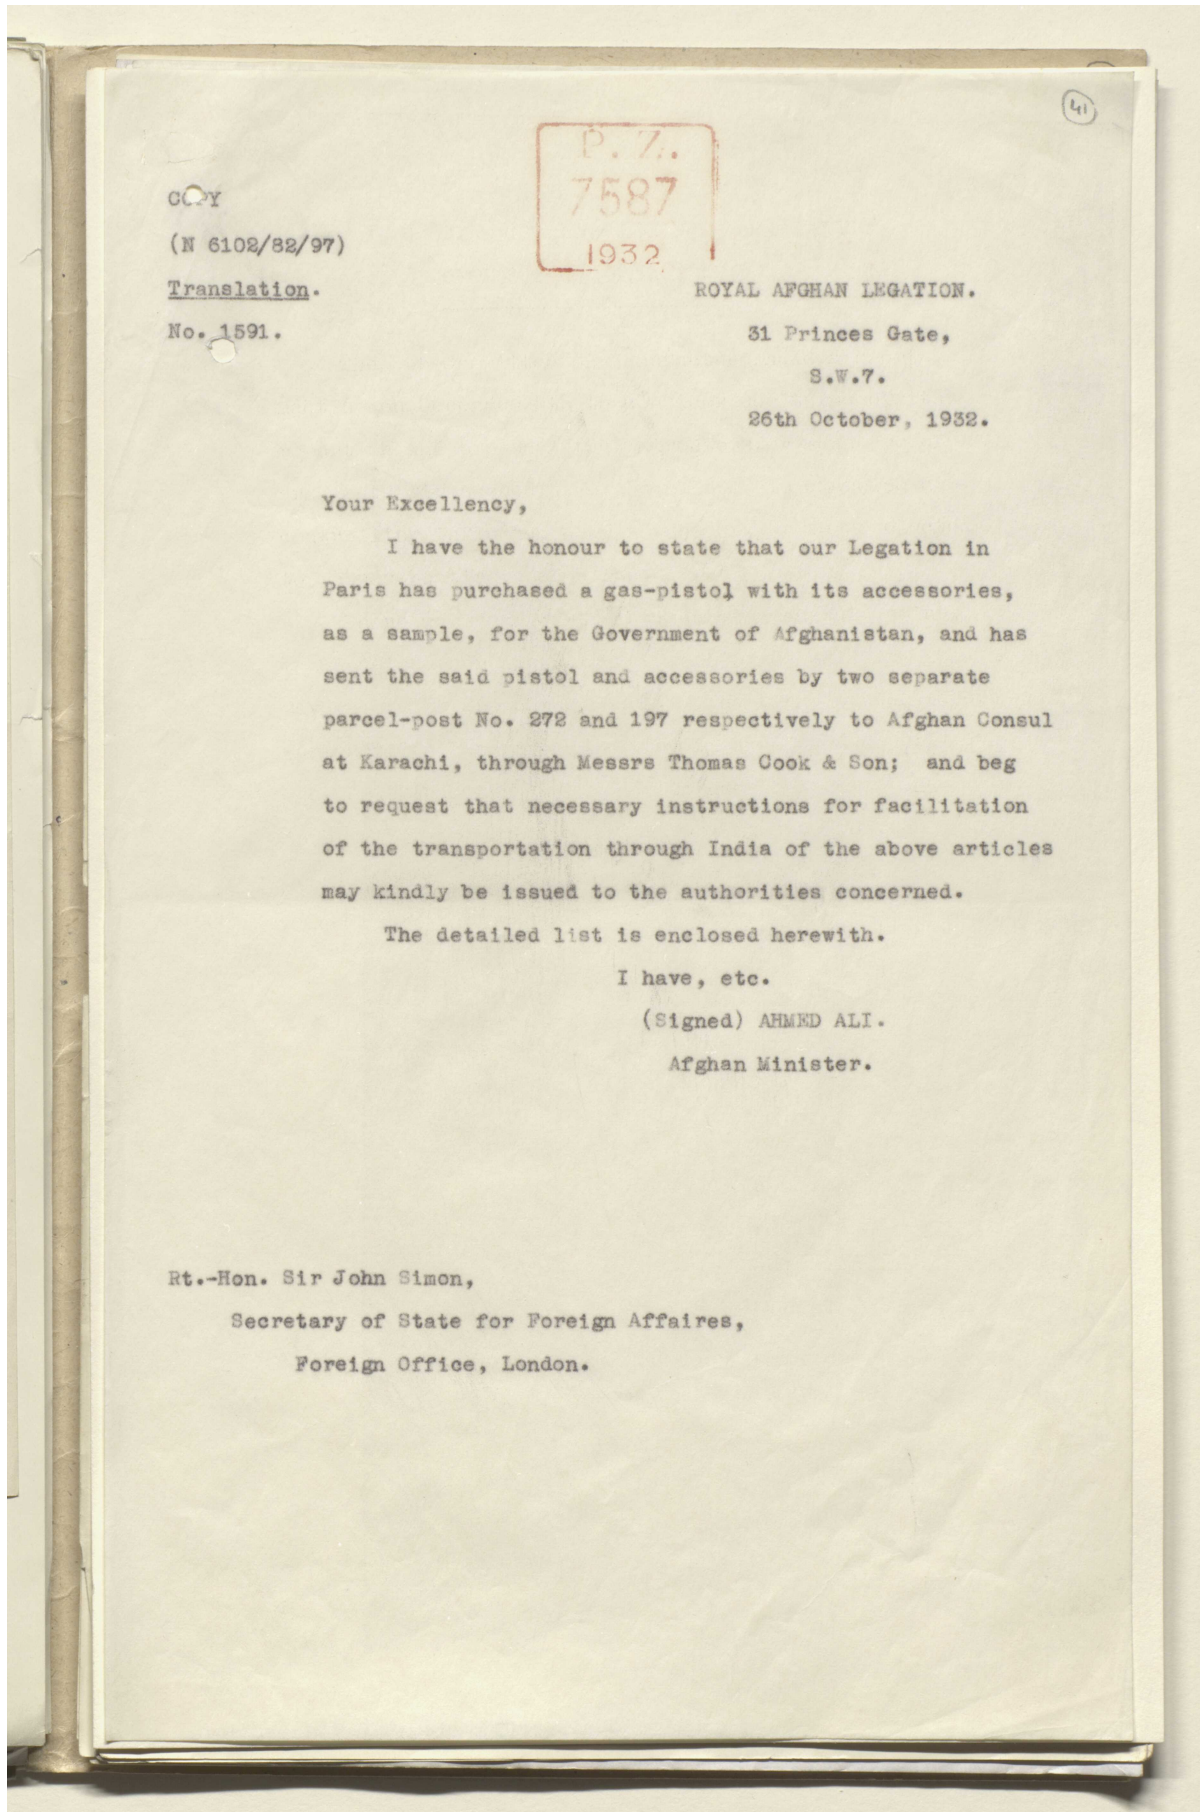 41
P. Z.
7587
1932
COPY
(N 6102/82/97)
Translation.
No. 1591.
ROYAL AFGHAN LEGATION.
31 Princes Gate,
S.W.7.
26th October, 1932.
Your Excellency,
I have the honour to state that our Legation in
Paris has purchased a gas-pistol with its accessories,
as a sample, for the Government of Afghanistan, and has
sent the said pistol and accessories by two separate
parcel-post No. 272 and 197 respectively to Afghan Consul
at Karachi, through Messrs Thomas Cook & Son; and beg
to request that necessary instructions for facilitation
of the transportation through India of the above articles
may kindly be issued to the authorities concerned.
The detailed list is enclosed herewith.
I have, etc.
(Signed) AHMED ALI.
Afghan Minister.
Rt.-Hon. Sir John Simon,
Secretary of State for Foreign Affaires,
Foreign Office, London.